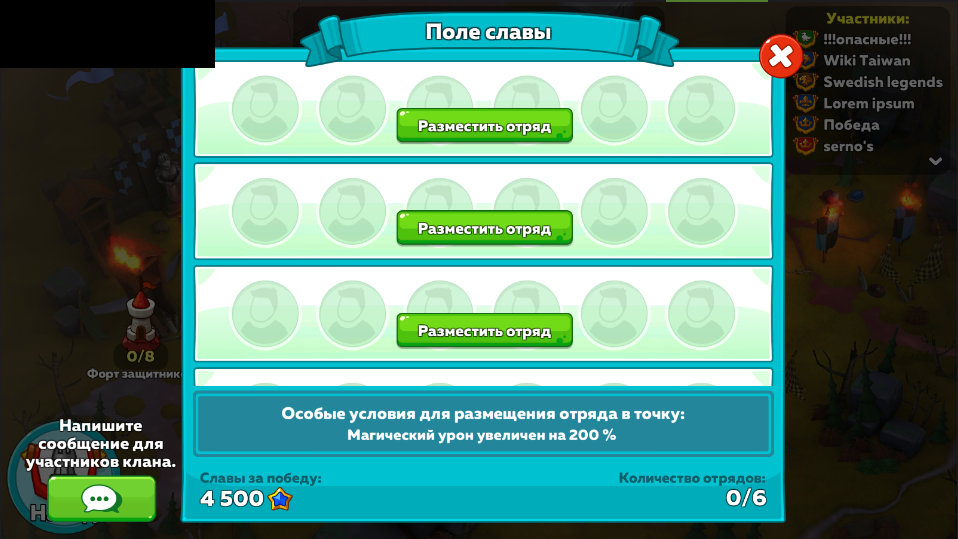 Поле славы
Участники:
!!!опасные!!!
Wiki Taiwan
Swedish legends
Lorem ipsum
Победа
serno's
Разместить отряд
Разместить отряд
Разместить отряд
0/8
Форт защитник
Особые условия для размещения отряда в точку:
Магический урон увеличен на 200 %
Напишите
сообщение для
участников клана.
Славы за победу:
4 500
Количество отрядов:
0/6